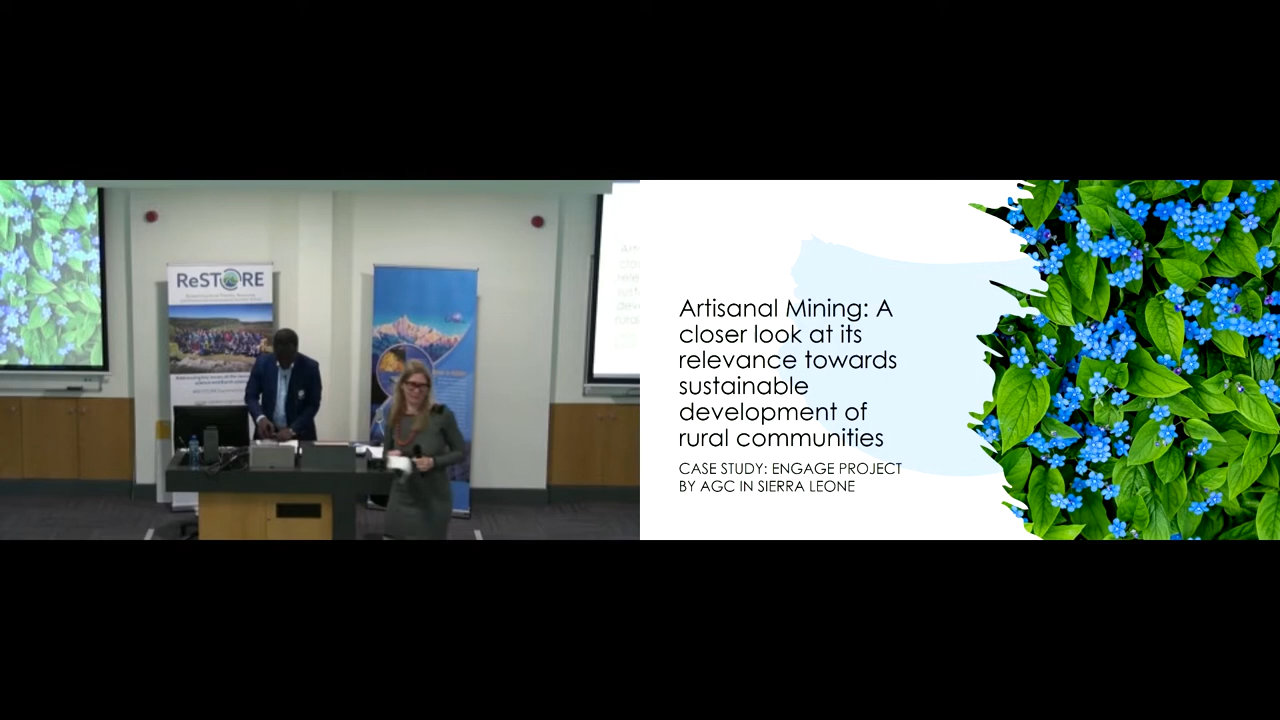 ReSTORE
Artisanal Mining: A
closer look at its
relevance towards
sustainable
development of
rural communities
CASE STUDY: ENGAGE PROJECT
BY AGC IN SIERRA LEONE